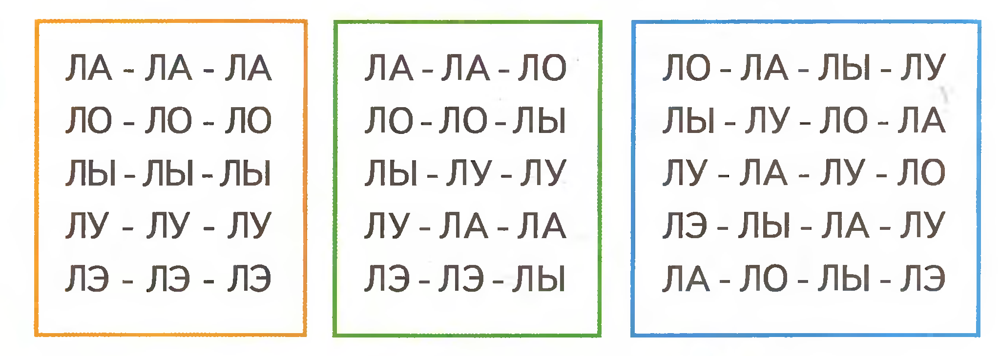 ЛА - ЛА - ЛА
ЛО - ЛО - ЛО
ЛЫ - ЛЫ - ЛЫ
ЛУ - ЛУ - ЛУ
ЛЭ - ЛЭ - ЛЭ
ЛА - ЛА - ЛО
ЛО - ЛО - ЛЫ
ЛЫ - ЛУ - ЛУ
ЛУ - ЛА - ЛА
ЛЭ - ЛЭ - ЛЫ
ЛО - ЛА - ЛЫ - ЛУ
ЛЫ - ЛУ - ЛО - ЛА
ЛУ - ЛА - ЛУ - ЛО
ЛЭ - ЛЫ - ЛА - ЛУ
ЛА - ЛО - ЛЫ - ЛЭ